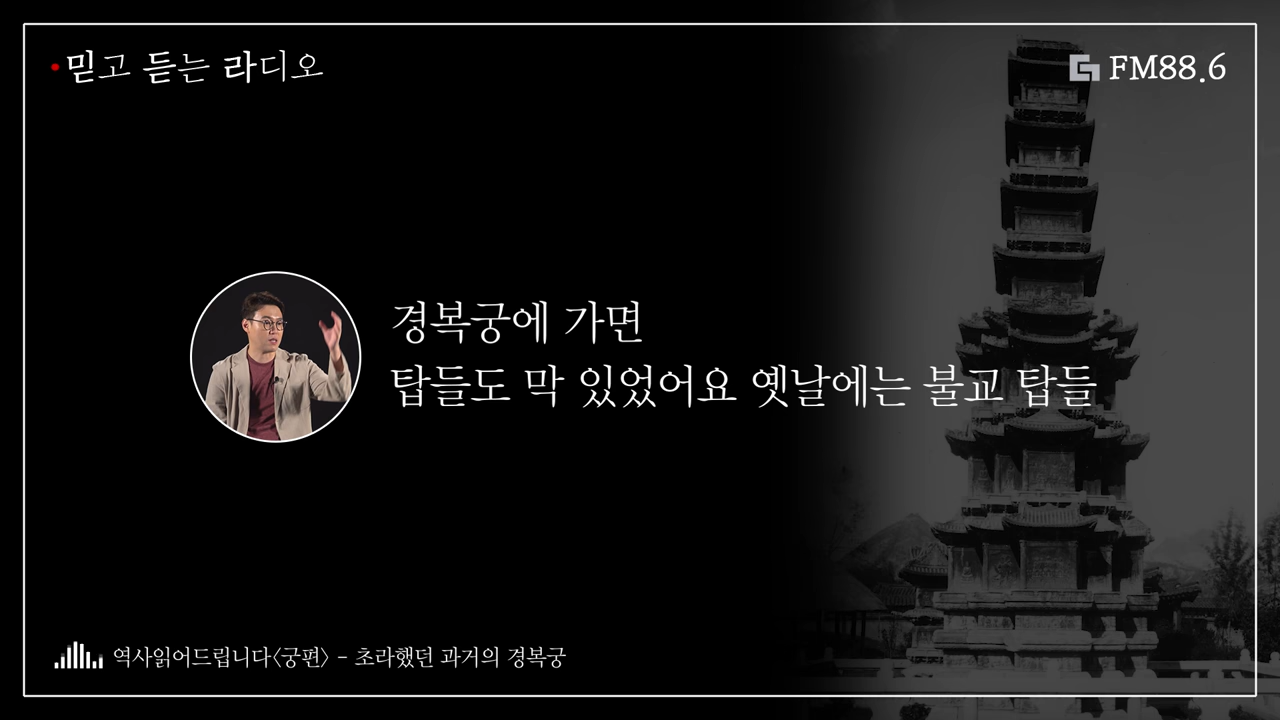 믿고 듣는 라디오
FM88.6
경복궁에 가면
탑들도 막 있었어요 옛날에는 불교 탑들
역사읽어드립니다<궁편> - 초라했던 과거의 경복궁